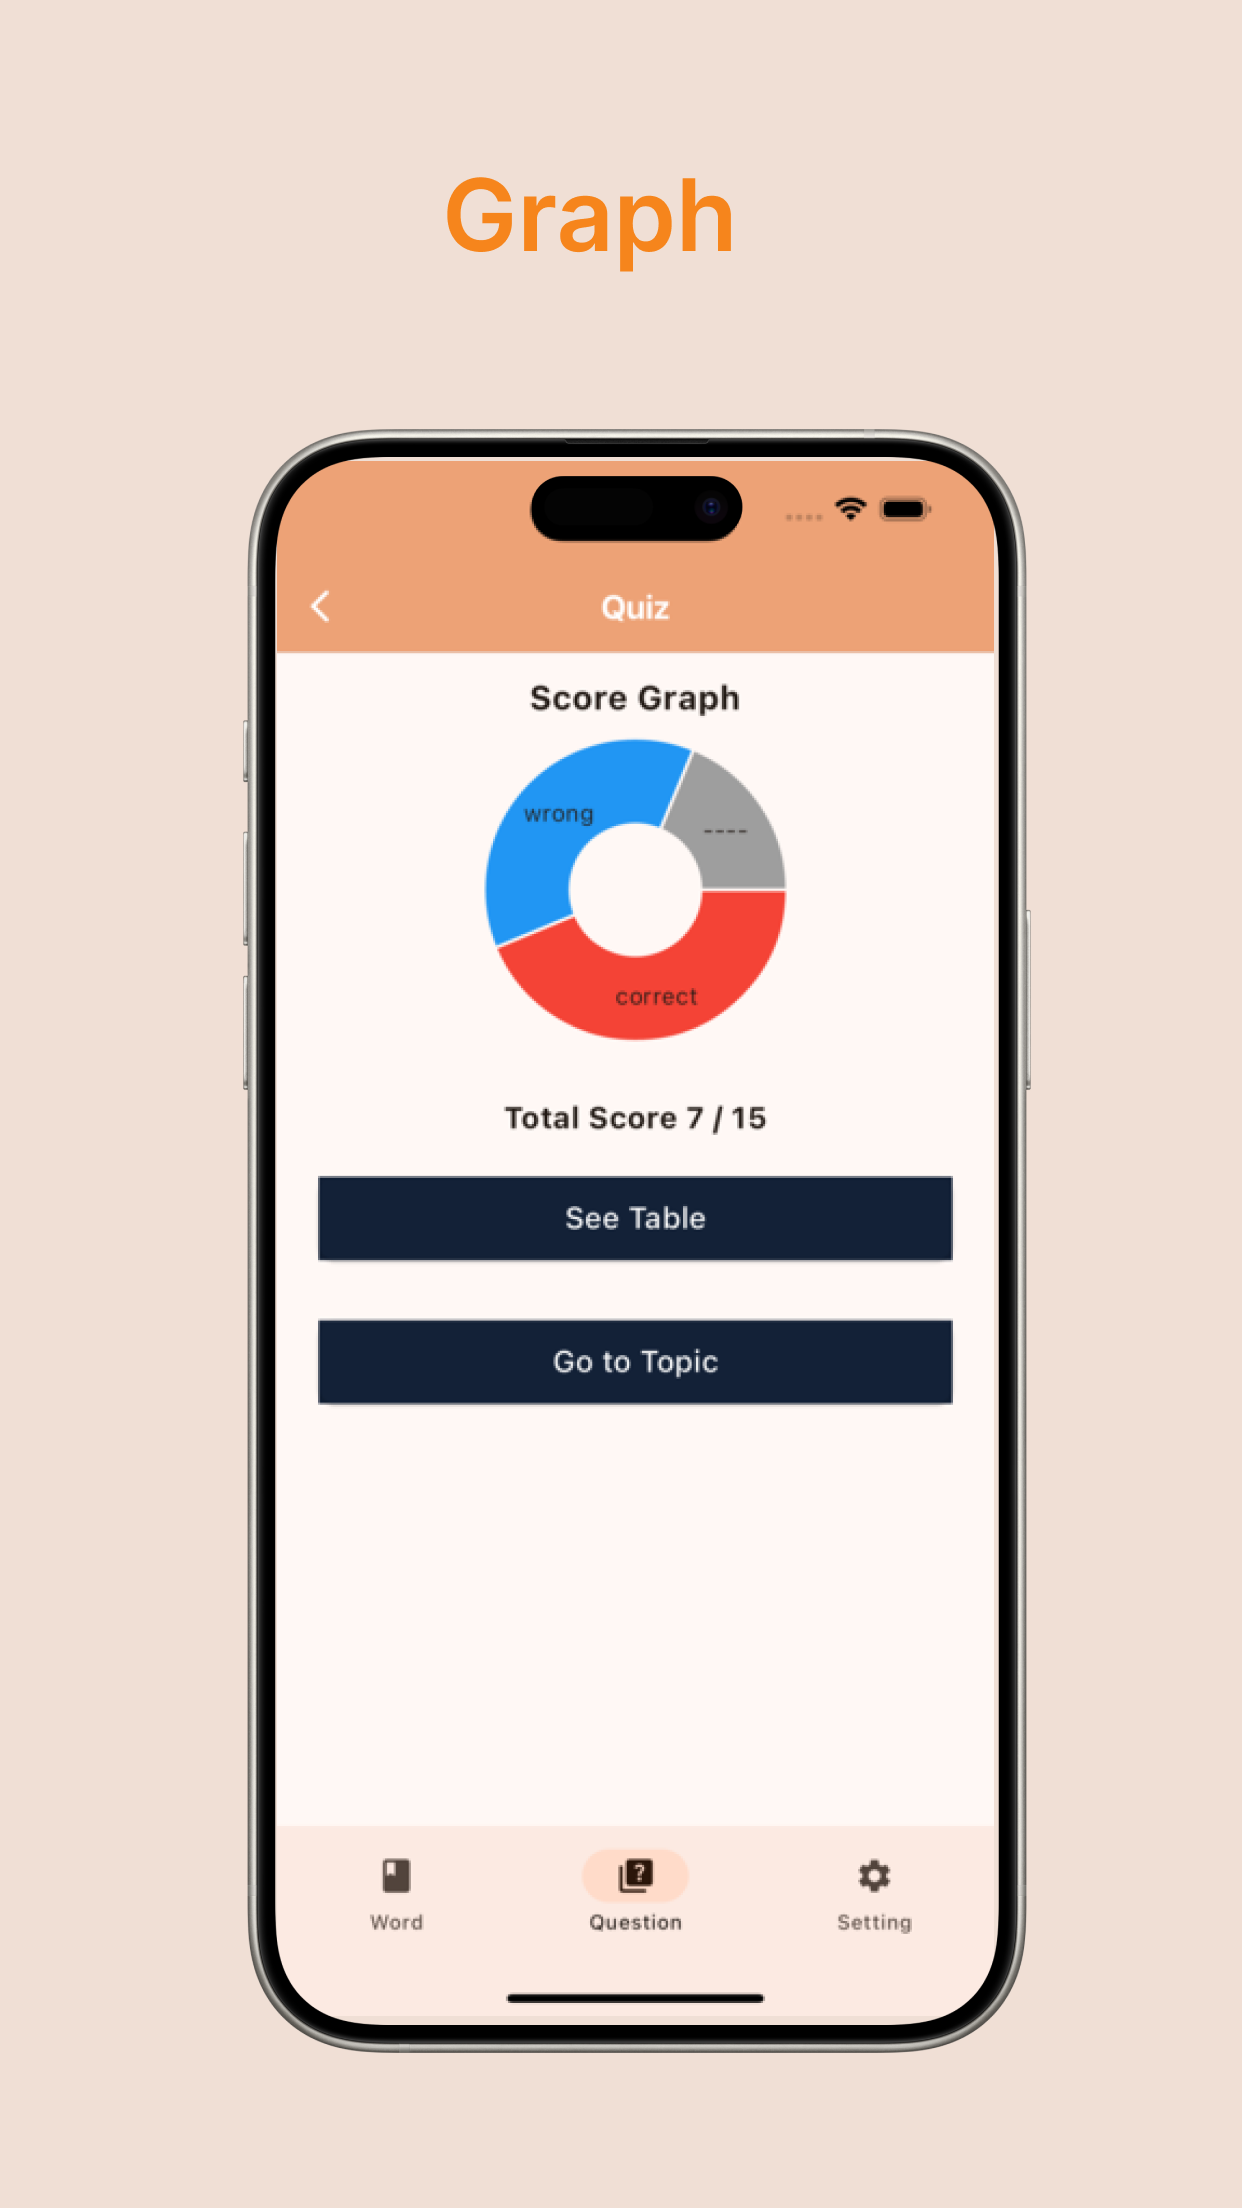 Graph
Quiz
Score Graph
wrong
----
correct
Total Score 7 / 15
See Table
Go to Topic
Word
Question
Setting